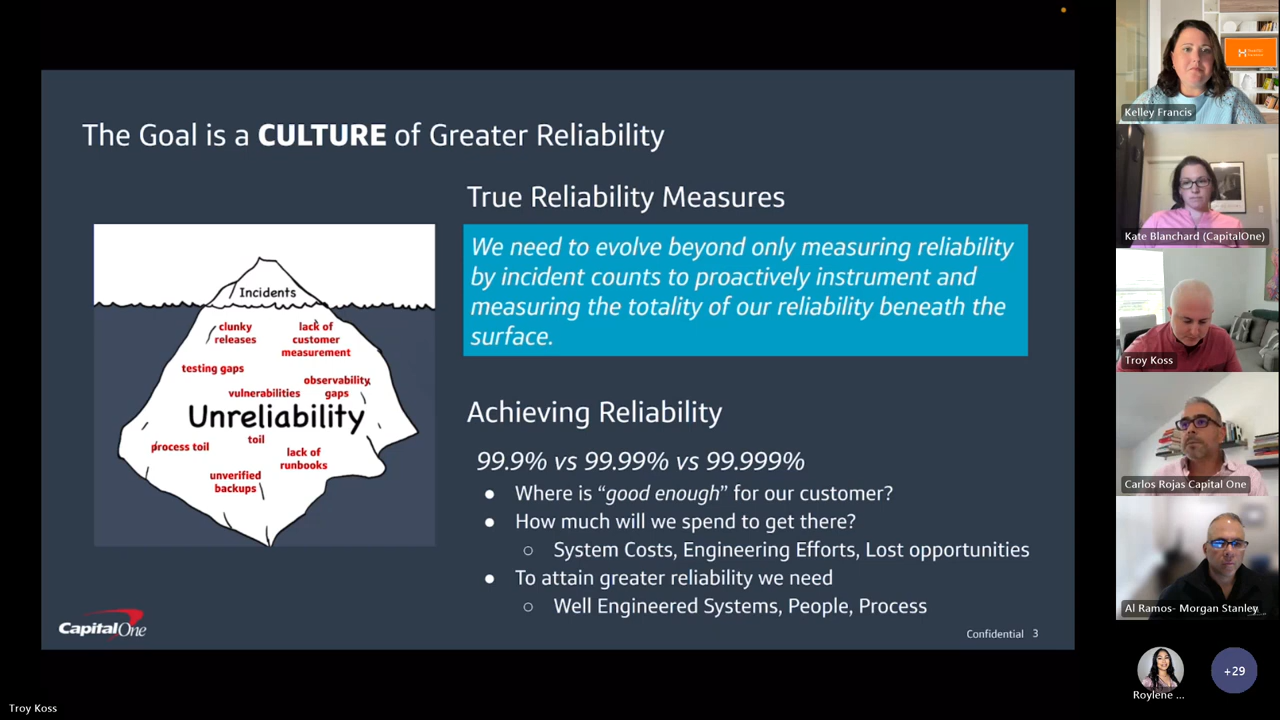 The Goal is a CULTURE of Greater Reliability
Incidents
clunky
releases
lack of
customer
measurement
testing gaps
observability
gaps
vulnerabilities
Unreliability
process toil
toil
lack of
runbooks
unverified
backups
True Reliability Measures
We need to evolve beyond only measuring reliability
by incident counts to proactively instrument and
measuring the totality of our reliability beneath the
surface.
Achieving Reliability
99.9% vs 99.99% vs 99.999%
● Where is “good enough” for our customer?
● How much will we spend to get there?
○ System Costs, Engineering Efforts, Lost opportunities
● To attain greater reliability we need
○ Well Engineered Systems, People, Process
Capital One
Confidential 3
Kelley Francis
Kate Blanchard (CapitalOne)
Troy Koss
Carlos Rojas Capital One
Al Ramos- Morgan Stanley
Roylene ...
+29
Troy Koss